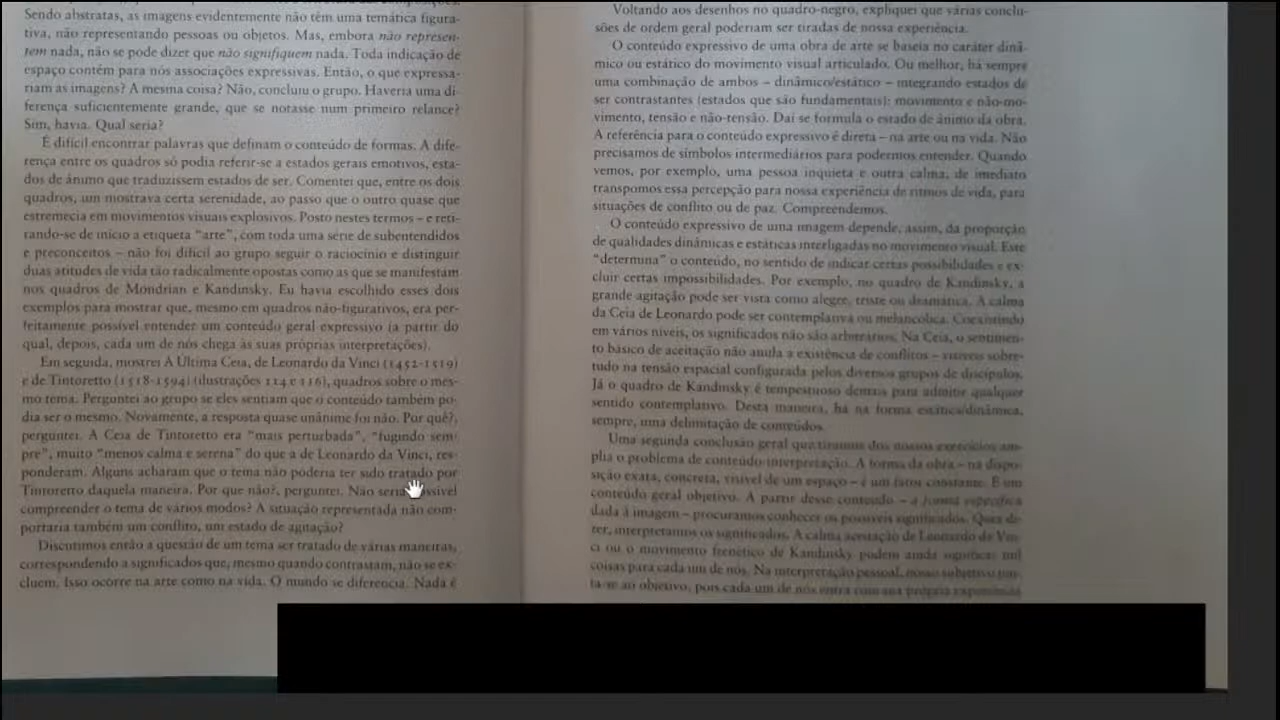 Sendo abstratas, as imagens evidentemente não têm uma temática figura-
tiva, não representando pessoas ou objetos. Mas, embora não represen-
tem nada, não se pode dizer que não signifiquem nada. Toda indicação de
espaço contém para nós associações expressivas. Então, o que expressa-
riam as imagens? A mesma coisa? Não, concluiu o grupo. Haveria uma di-
ferença suficientemente grande, que se notasse num primeiro relance?
Sim, havia. Qual seria?
É difícil encontrar palavras que definam o conteúdo de formas. A dife-
rença entre os quadros só podia referir-se a estados gerais emotivos, esta-
dos de ânimo que traduzissem estados de ser. Comentei que, entre os dois
quadros, um mostrava certa serenidade, ao passo que o outro quase que
estremecia em movimentos visuais explosivos. Posto nestes termos – e reti-
rando-se de início a etiqueta "arte", com toda uma série de subentendidos
e preconceitos – não foi difícil ao grupo seguir o raciocínio e distinguir
duas atitudes de vida tão radicalmente opostas como as que se manifestam
nos quadros de Mondrian e Kandinsky. Eu havia escolhido esses dois
exemplos para mostrar que, mesmo em quadros não-figurativos, era per-
feitamente possível entender um conteúdo geral expressivo (a partir do
qual, depois, cada um de nós chega às suas próprias interpretações).
Em seguida, mostrei A Última Ceia, de Leonardo da Vinci (1452-1519)
e de Tintoretto (1518-1594) (ilustrações 114 e 116), quadros sobre o mes-
mo tema. Perguntei ao grupo se eles sentiam que o conteúdo também po-
dia ser o mesmo. Novamente, a resposta quase unânime foi não. Por quê?,
perguntei. A Ceia de Tintoretto era "mais perturbada", "fugindo sem-
pre", muito "menos calma e serena" do que a de Leonardo da Vinci, res-
ponderam. Alguns acharam que o tema não poderia ter sido tratado por
Tintoretto daquela maneira. Por que não?, perguntei. Não seria possível
compreender o tema de vários modos? A situação representada não com-
portaria também um conflito, um estado de agitação?
Discutimos então a questão de um tema ser tratado de várias maneiras,
correspondendo a significados que, mesmo quando contrastam, não se ex-
cluem. Isso ocorre na arte como na vida. O mundo se diferencia. Nada é
Voltando aos desenhos no quadro-negro, expliquei que várias conclu-
sões de ordem geral poderiam ser tiradas de nossa experiência.
O conteúdo expressivo de uma obra de arte se baseia no caráter dinâ-
mico ou estático do movimento visual articulado. Ou melhor, há sempre
uma combinação de ambos – dinâmico/estático – integrando estados de
ser contrastantes (estados que são fundamentais): movimento e não-mo-
vimento, tensão e não-tensão. Daí se formula o estado de ânimo da obra.
A referência para o conteúdo expressivo é direta – na arte ou na vida. Não
precisamos de símbolos intermediários para podermos entender. Quando
vemos, por exemplo, uma pessoa inquieta e outra calma, de imediato
transpomos essa percepção para nossa experiência de ritmos de vida, para
situações de conflito ou de paz. Compreendemos.
O conteúdo expressivo de uma imagem depende, assim, da proporção
de qualidades dinâmicas e estáticas interligadas no movimento visual. Este
"determina" o conteúdo, no sentido de indicar certas possibilidades e ex-
cluir certas impossibilidades. Por exemplo, no quadro de Kandinsky, a
grande agitação pode ser vista como alegre, triste ou dramática. A calma
da Ceia de Leonardo pode ser contemplativa ou melancólica. Coexistindo
em vários níveis, os significados não são arbitrários. Na Ceia, o sentimen-
to básico de aceitação não anula a existência de conflitos – visíveis sobre-
tudo na tensão espacial configurada pelos diversos grupos de discípulos.
Já o quadro de Kandinsky é tempestuoso demais para admitir qualquer
sentido contemplativo. Desta maneira, há na forma estática/dinâmica,
sempre, uma delimitação de conteúdos.
Uma segunda conclusão geral que tiramos dos nossos exercícios am-
plia o problema de conteúdo-interpretação. A forma da obra – na dispo-
sição exata, concreta, visível de um espaço – é um fator constante. É um
conteúdo geral objetivo. A partir desse conteúdo – a forma específica
dada à imagem – procuramos conhecer os possíveis significados. Quer di-
zer, interpretamos os significados. A calma aceitação de Leonardo da Vin-
ci ou o movimento frenético de Kandinsky podem ainda significar mil
coisas para cada um de nós. Na interpretação pessoal, nosso subjetivo
ta-se ao objetivo, pois cada um de nós entra com sua própria experiência